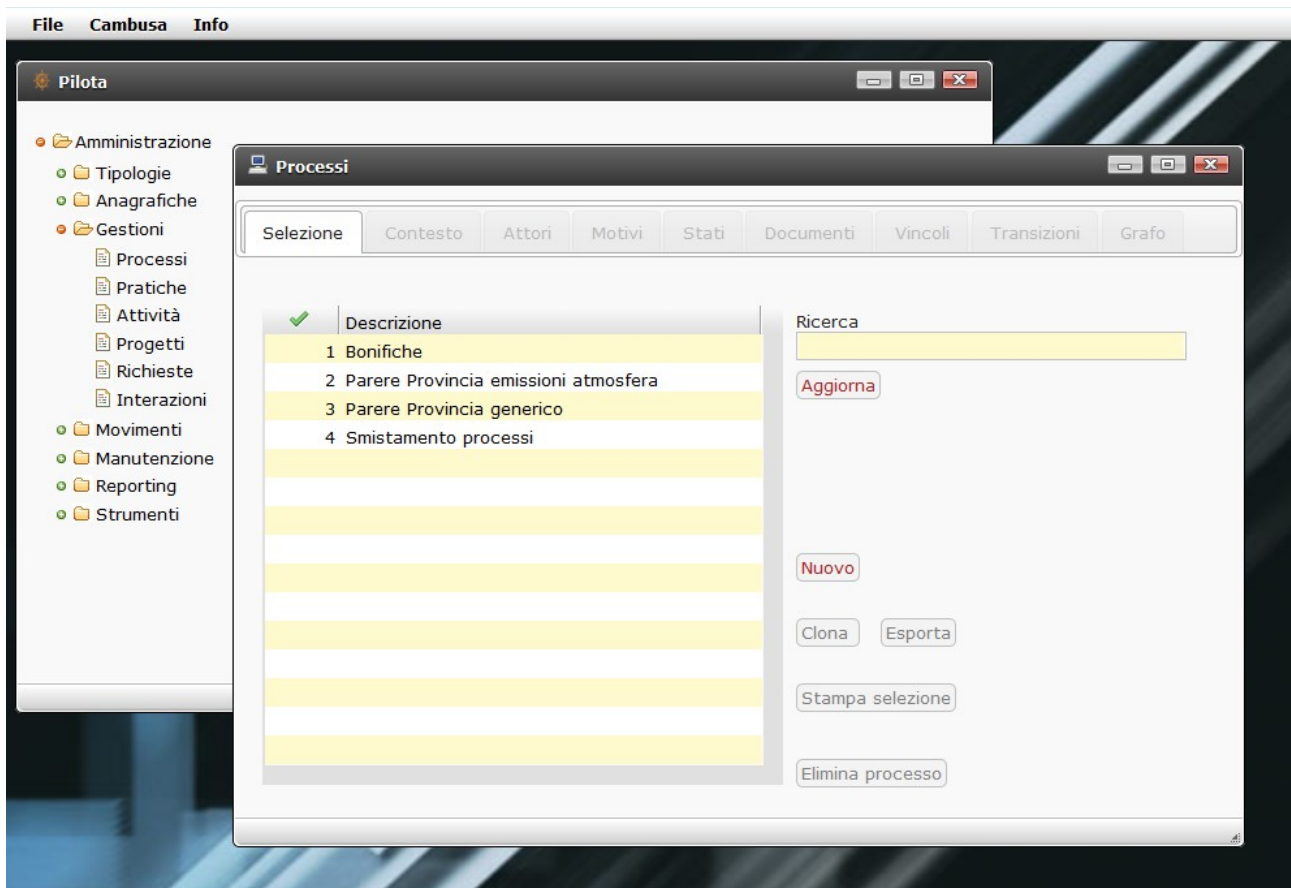 File Cambusa Info
Pilota
Amministrazione
Tipologie
Anagrafiche
Gestioni
Processi
Pratiche
Attività
Progetti
Richieste
Interazioni
Movimenti
Manutenzione
Reporting
Strumenti
Processi
Selezione Contesto Attori Motivi Stati Documenti Vincoli Transizioni Grafo
Descrizione
1 Bonifiche
2 Parere Provincia emissioni atmosfera
3 Parere Provincia generico
4 Smistamento processi
Ricerca
Aggiorna
Nuovo
Clona Esporta
Stampa selezione
Elimina processo